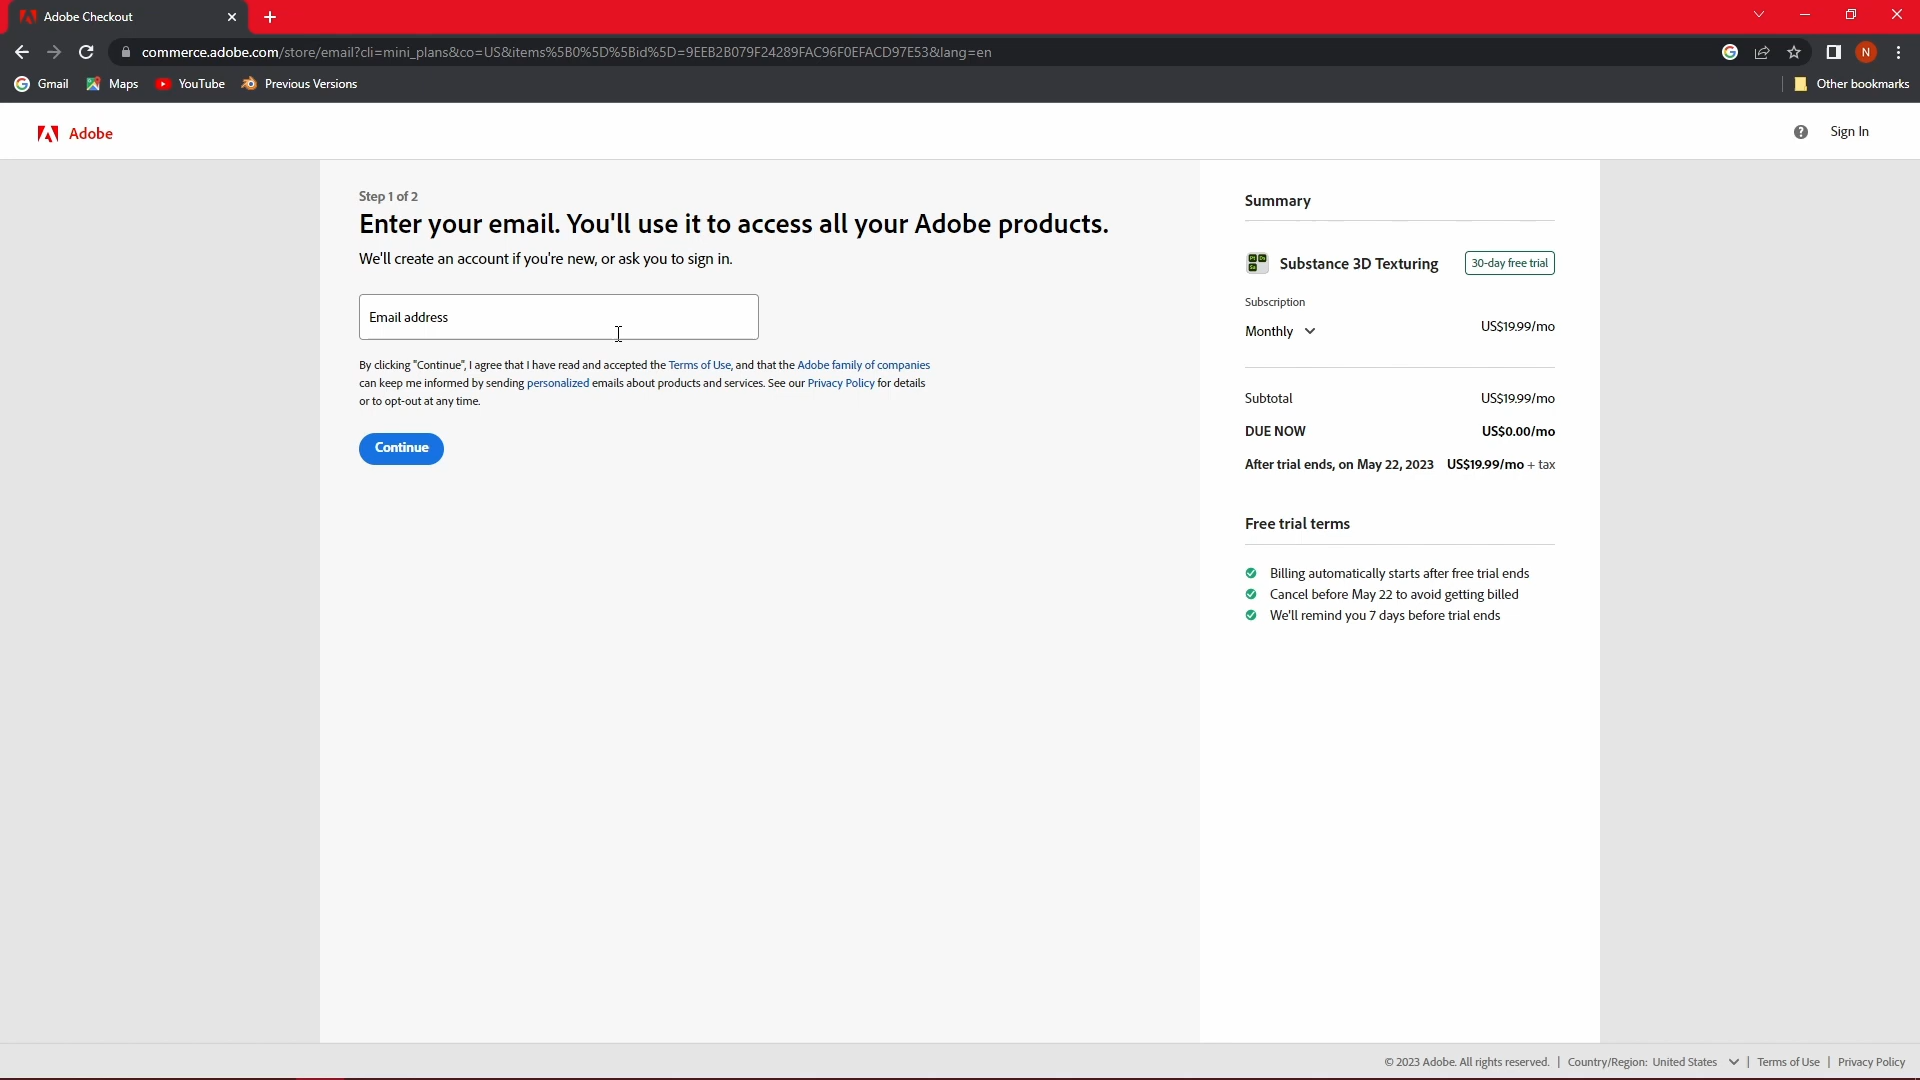 Adobe Checkout
commerce.adobe.com/store/email?cli=mini_plans&co=US&items%5B0%5D%5Bid%5D=9EEB2B079F24289FAC96F0EFACD97E53&lang=en
N
Gmail
Maps
YouTube
Previous Versions
Other bookmarks
Adobe
Sign In
Step 1 of 2
Enter your email. You'll use it to access all your Adobe products.
We'll create an account if you're new, or ask you to sign in.
Email address
By clicking "Continue", I agree that I have read and accepted the Terms of Use, and that the Adobe family of companies
can keep me informed by sending personalized emails about products and services. See our Privacy Policy for details
or to opt-out at any time.
Continue
Summary
Substance 3D Texturing
30-day free trial
Subscription
Monthly
US$19.99/mo
Subtotal US$19.99/mo
DUE NOW US$0.00/mo
After trial ends, on May 22, 2023 US$19.99/mo + tax
Free trial terms
Billing automatically starts after free trial ends
Cancel before May 22 to avoid getting billed
We'll remind you 7 days before trial ends
© 2023 Adobe. All rights reserved. | Country/Region: United States | Terms of Use | Privacy Policy